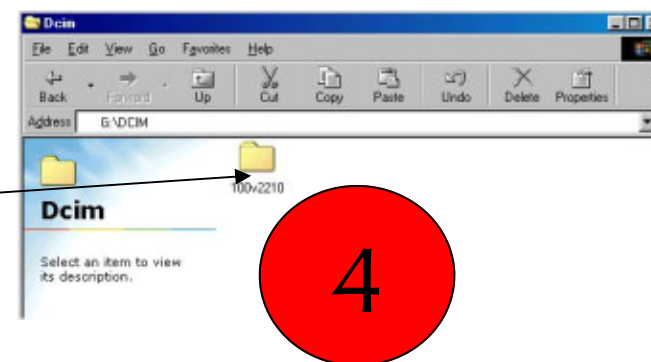 Dcim
File Edit View Go Favorites Help
Back Forward Up Cut Copy Paste Undo Delete Properties
Address G:\DCIM
100v2210
Dcim
Select an item to view
its description.
4